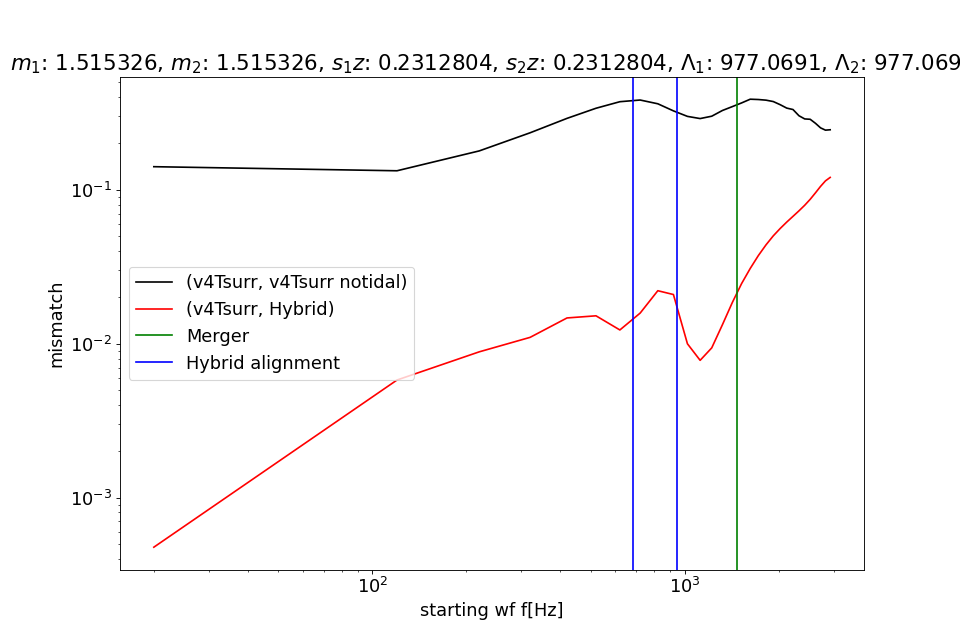 m₁: 1.515326, m₂: 1.515326, s₁z: 0.2312804, s₂z: 0.2312804, Λ₁: 977.0691, Λ₂: 977.069
10⁻¹
10⁻²
10⁻³
mismatch
(v4Tsurr, v4Tsurr notidal)
(v4Tsurr, Hybrid)
Merger
Hybrid alignment
10² 10³
starting wf f[Hz]